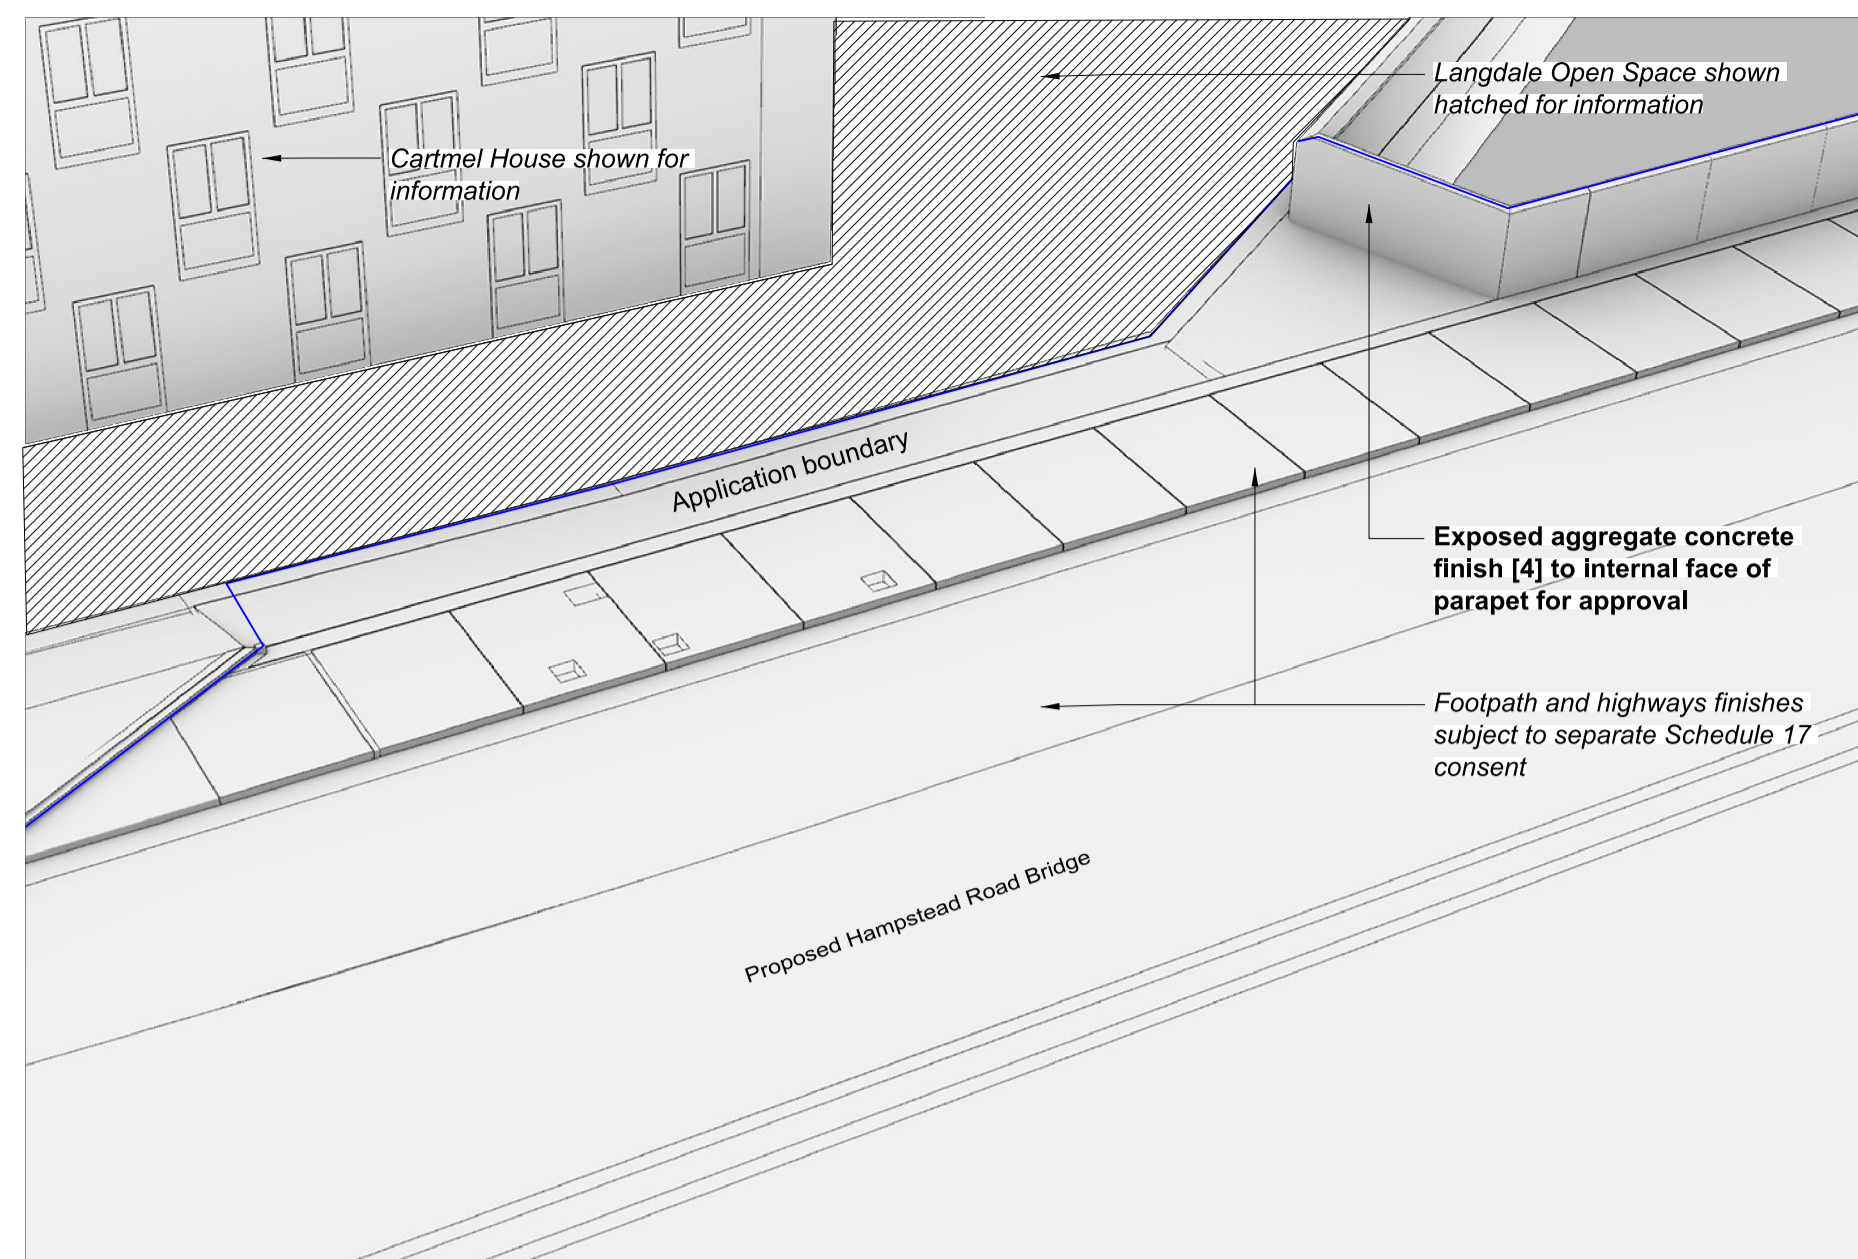 Langdale Open Space shown
hatched for information
Cartmel House shown for
information
Application boundary
Exposed aggregate concrete
finish [4] to internal face of
parapet for approval
Footpath and highways finishes
subject to separate Schedule 17
consent
Proposed Hampstead Road Bridge